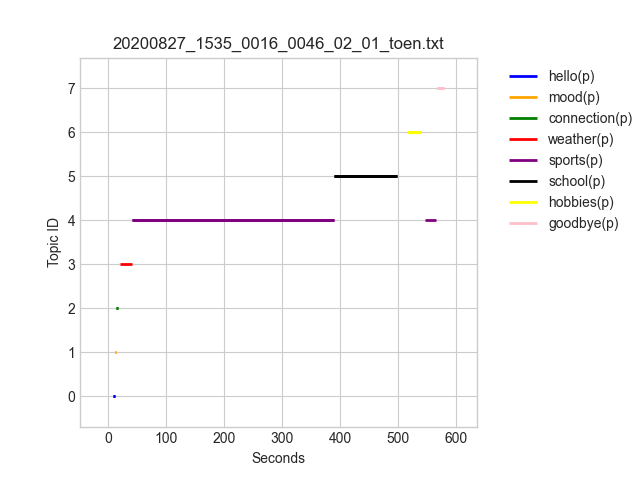 20200827_1535_0016_0046_02_01_toen.txt
7
6
5
4
3
2
1
0
Topic ID
0 100 200 300 400 500 600
Seconds
hello(p)
mood(p)
connection(p)
weather(p)
sports(p)
school(p)
hobbies(p)
goodbye(p)